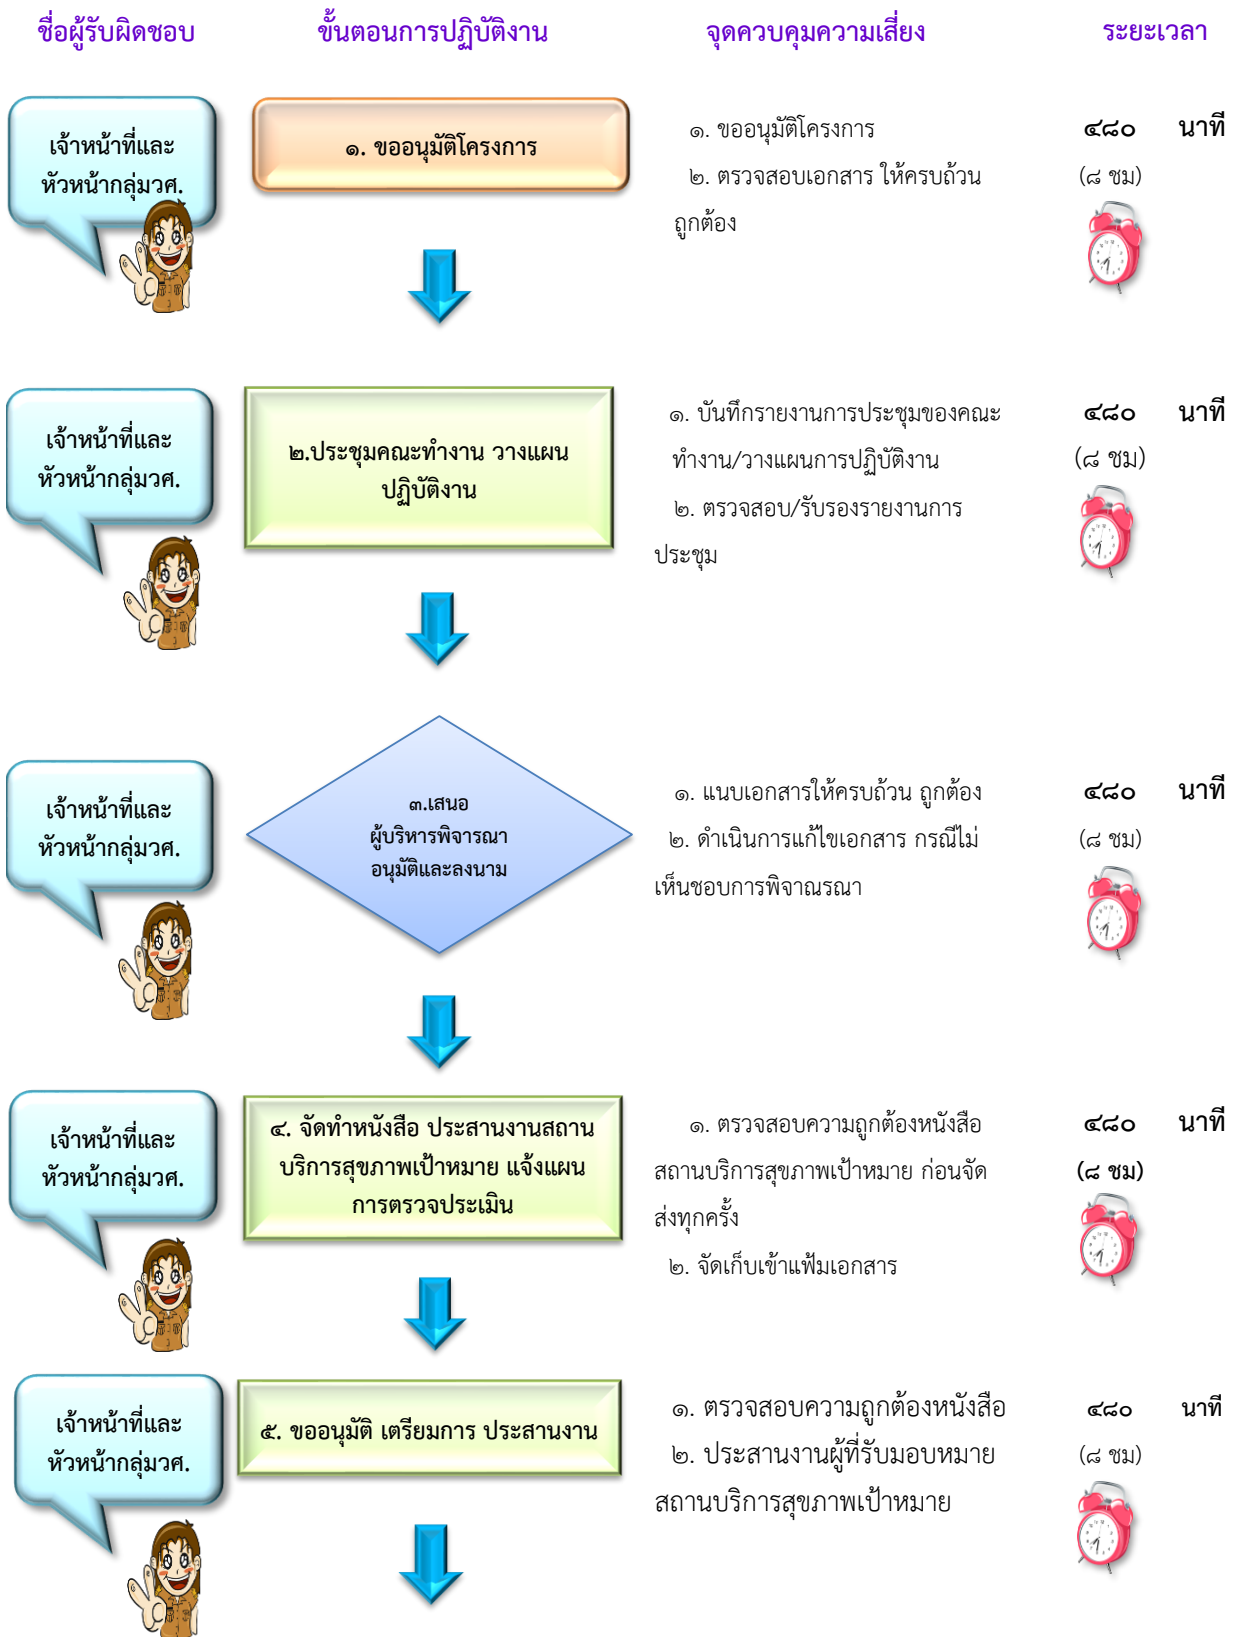 ชื่อผู้รับผิดชอบ ขั้นตอนการปฏิบัติงาน จุดควบคุมความเสี่ยง ระยะเวลา
เจ้าหน้าที่และ
หัวหน้ากลุ่มวศ.
๑. ขออนุมัติโครงการ
๑. ขออนุมัติโครงการ
๒. ตรวจสอบเอกสาร ให้ครบถ้วน
ถูกต้อง
๔๘๐ นาที
(๘ ชม)
เจ้าหน้าที่และ
หัวหน้ากลุ่มวศ.
๒.ประชุมคณะทำงาน วางแผน
ปฏิบัติงาน
๑. บันทึกรายงานการประชุมของคณะ
ทำงาน/วางแผนการปฏิบัติงาน
๒. ตรวจสอบ/รับรองรายงานการ
ประชุม
๔๘๐ นาที
(๘ ชม)
เจ้าหน้าที่และ
หัวหน้ากลุ่มวศ.
๓.เสนอ
ผู้บริหารพิจารณา
อนุมัติและลงนาม
๑. แนบเอกสารให้ครบถ้วน ถูกต้อง
๒. ดำเนินการแก้ไขเอกสาร กรณีไม่
เห็นชอบการพิจาณรณา
๔๘๐ นาที
(๘ ชม)
เจ้าหน้าที่และ
หัวหน้ากลุ่มวศ.
๔. จัดทำหนังสือ ประสานงานสถาน
บริการสุขภาพเป้าหมาย แจ้งแผน
การตรวจประเมิน
๑. ตรวจสอบความถูกต้องหนังสือ
สถานบริการสุขภาพเป้าหมาย ก่อนจัด
ส่งทุกครั้ง
๒. จัดเก็บเข้าแฟ้มเอกสาร
๔๘๐ นาที
(๘ ชม)
เจ้าหน้าที่และ
หัวหน้ากลุ่มวศ.
๕. ขออนุมัติ เตรียมการ ประสานงาน
๑. ตรวจสอบความถูกต้องหนังสือ
๒. ประสานงานผู้ที่รับมอบหมาย
สถานบริการสุขภาพเป้าหมาย
๔๘๐ นาที
(๘ ชม)